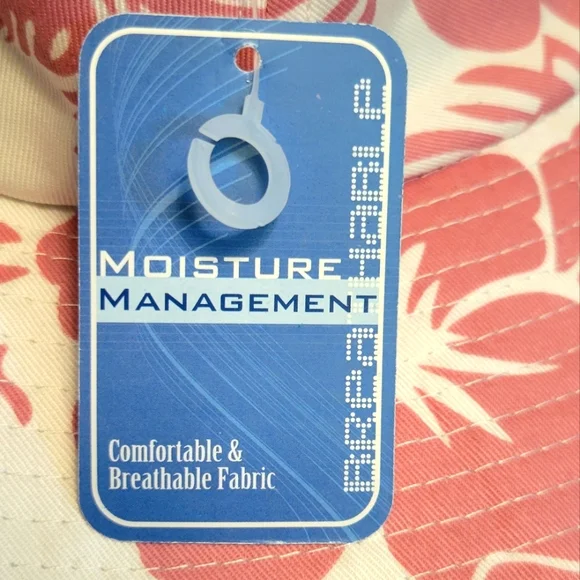 MOISTURE
MANAGEMENT
Comfortable &
Breathable Fabric
BREATHABLE